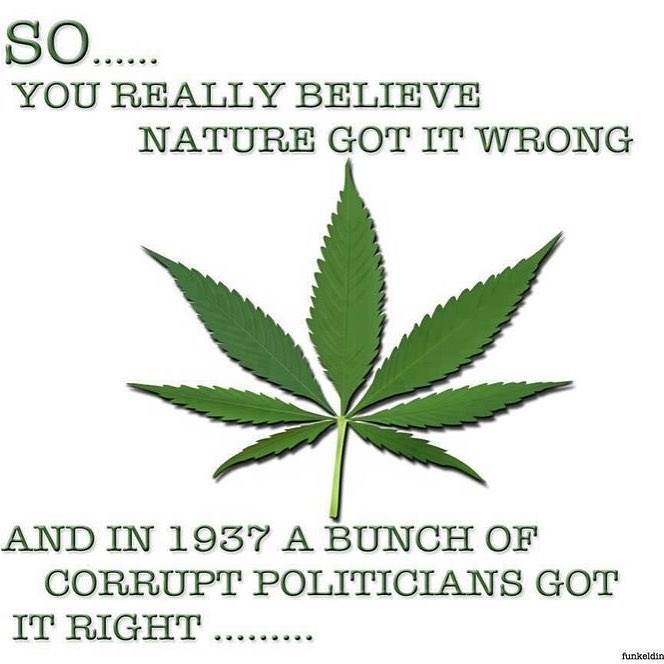 SO......
YOU REALLY BELIEVE
NATURE GOT IT WRONG
AND IN 1937 A BUNCH OF
CORRUPT POLITICIANS GOT
IT RIGHT .........
funkeldin